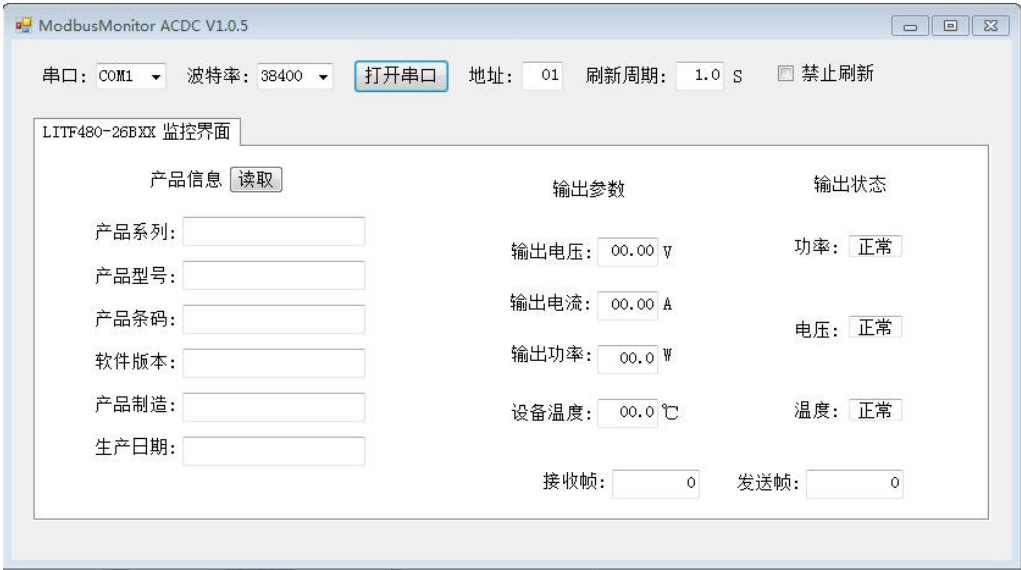 ModbusMonitor ACDC V1.0.5
串口: COM1 波特率: 38400 打开串口 地址: 01 刷新周期: 1.0 S 禁止刷新
LITF480-26BXX 监控界面
产品信息 读取
产品系列:
产品型号:
产品条码:
软件版本:
产品制造:
生产日期:
输出参数
输出电压: 00.00 V
输出电流: 00.00 A
输出功率: 00.0 W
设备温度: 00.0 ℃
输出状态
功率: 正常
电压: 正常
温度: 正常
接收帧: 0 发送帧: 0